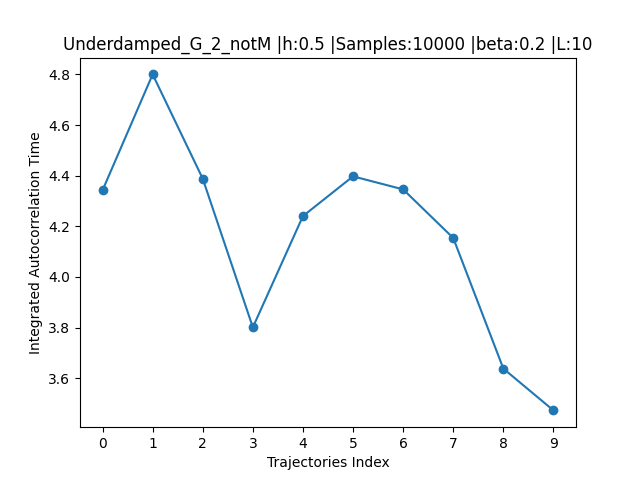 Underdamped_G_2_notM |h:0.5 |Samples:10000 |beta:0.2 |L:10
4.8
4.6
4.4
4.2
4.0
3.8
3.6
Integrated Autocorrelation Time
0 1 2 3 4 5 6 7 8 9
Trajectories Index